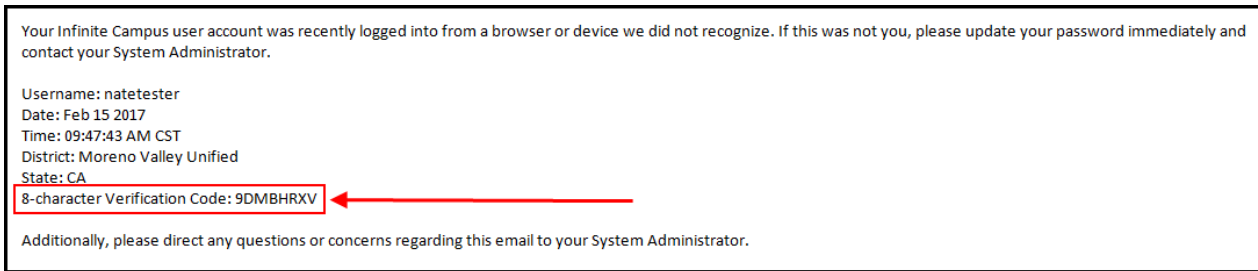 Your Infinite Campus user account was recently logged into from a browser or device we did not recognize. If this was not you, please update your password immediately and
contact your System Administrator.
Username: natetester
Date: Feb 15 2017
Time: 09:47:43 AM CST
District: Moreno Valley Unified
State: CA
8-character Verification Code: 9DMBHRXV
Additionally, please direct any questions or concerns regarding this email to your System Administrator.